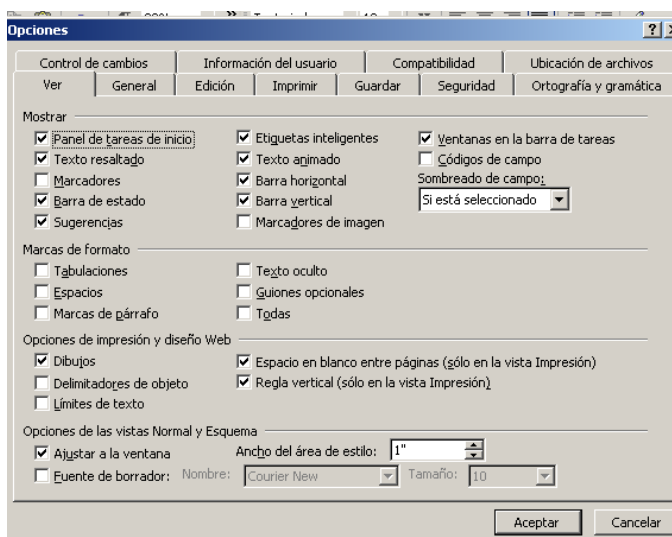 Opciones
Control de cambios Información del usuario Compatibilidad Ubicación de archivos
Ver General Edición Imprimir Guardar Seguridad Ortografía y gramática
Mostrar
Panel de tareas de inicio Etiquetas inteligentes Ventanas en la barra de tareas
Texto resaltado Texto animado Códigos de campo
Marcadores Barra horizontal Sombreado de campo:
Barra de estado Barra vertical Si está seleccionado
Sugerencias Marcadores de imagen
Marcas de formato
Tabulaciones Texto oculto
Espacios Guiones opcionales
Marcas de párrafo Todas
Opciones de impresión y diseño Web
Dibujos Espacio en blanco entre páginas (sólo en la vista Impresión)
Delimitadores de objeto Regla vertical (sólo en la vista Impresión)
Límites de texto
Opciones de las vistas Normal y Esquema
Ajustar a la ventana Ancho del área de estilo: 1"
Fuente de borrador: Nombre: Courier New Tamaño: 10
Aceptar Cancelar